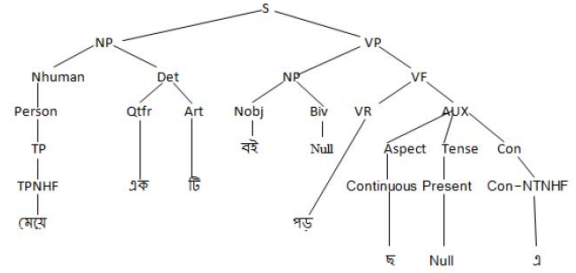 S
NP VP
Nhuman Det NP VF
Person Qtfr Art Nobj Biv VR AUX
TP বই Null Aspect Tense Con
TPNHF এক টি Continuous Present Con-NTNHF
মেয়ে পড়
ছ Null এ